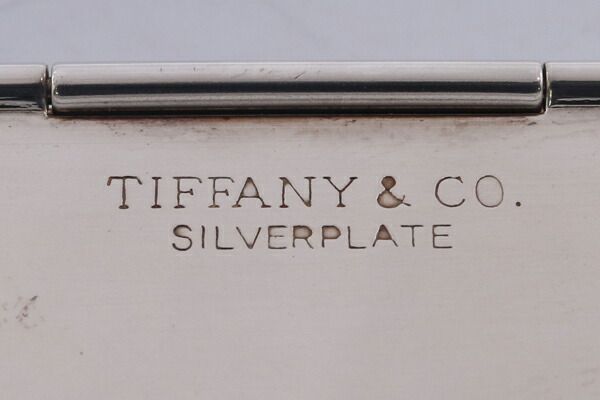 TIFFANY & CO.
SILVERPLATE